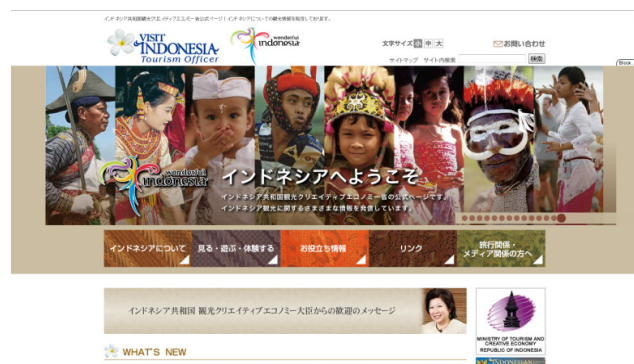 インドネシア共和国観光クリエイティブエコノミー省公式ページ｜インドネシアについての観光情報を発信しております。
VISIT
INDONESIA
Tourism Officer
wonderful
indonesia
文字サイズ 小 中 大
お問い合わせ
サイトマップ サイト内検索
検索
wonderful
indonesia
インドネシアへようこそ
インドネシア共和国観光クリエイティブエコノミー省の公式ページです。
インドネシア観光に関するさまざまな情報を発信しています。
インドネシアについて
見る・遊ぶ・体験する
お役立ち情報
リンク
旅行関係・
メディア関係の方へ
インドネシア共和国 観光クリエイティブエコノミー大臣からの歓迎のメッセージ
MINISTRY OF TOURISM AND
CREATIVE ECONOMY
REPUBLIC OF INDONESIA
WHAT'S NEW
INDONESIAN